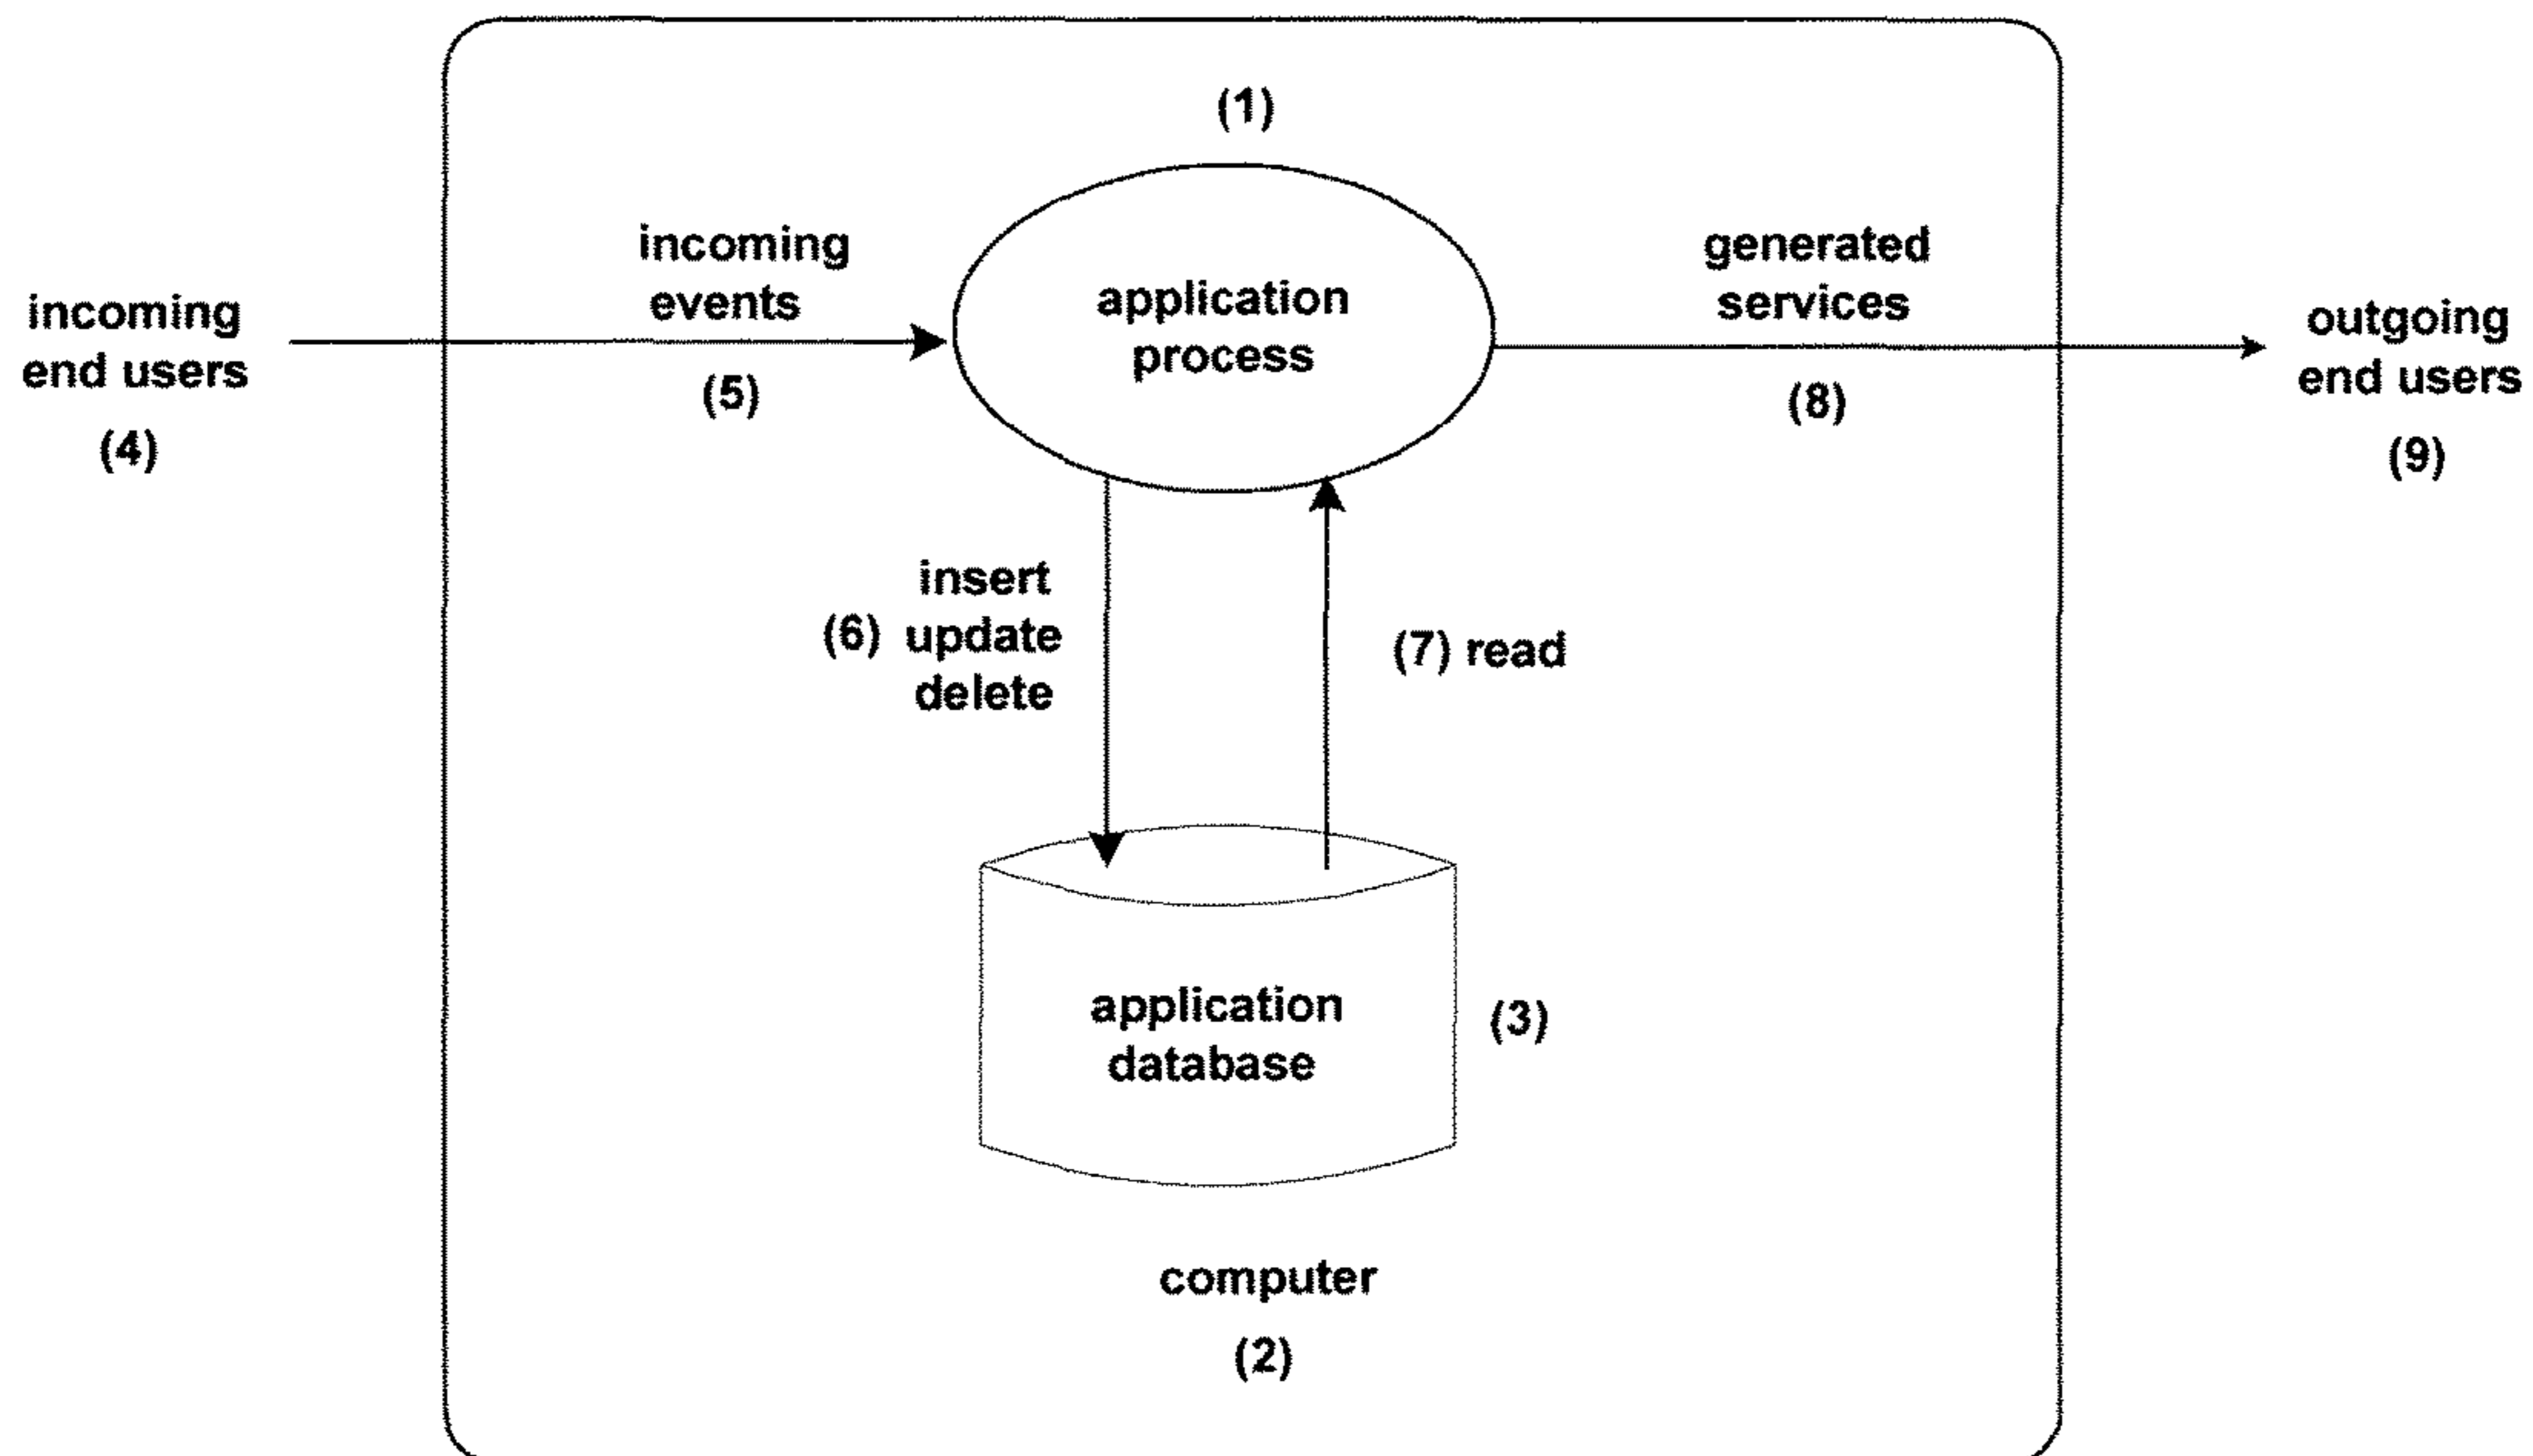 (1)
incoming
events
generated
services
incoming
end users
application
process
outgoing
end users
(5)
(8)
(4)
(9)
insert
(6) update
delete
(7) read
application
database
(3)
computer
(2)